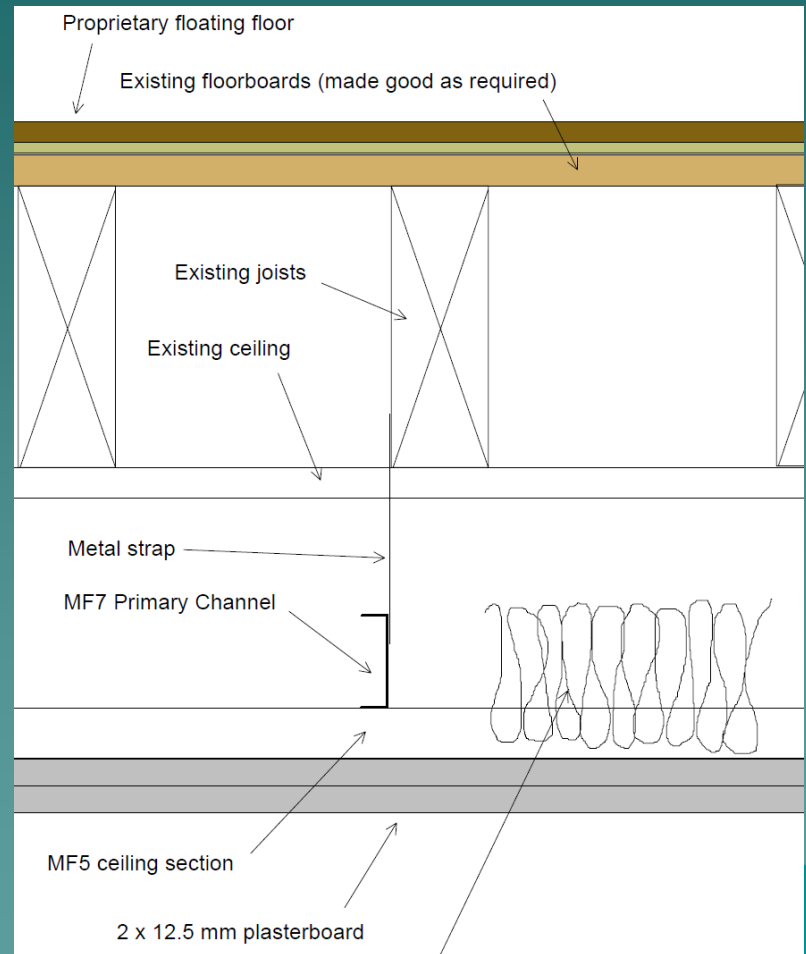 Proprietary floating floor
Existing floorboards (made good as required)
Existing joists
Existing ceiling
Metal strap
MF7 Primary Channel
MF5 ceiling section
2 x 12.5 mm plasterboard